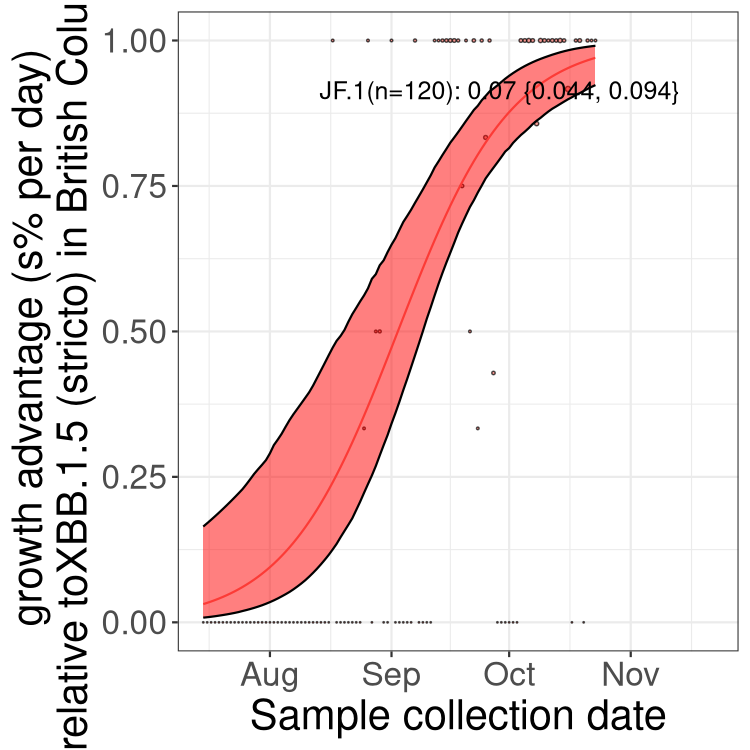 growth advantage (s% per day)
relative toXBB.1.5 (stricto) in British Colu
1.00
0.75
0.50
0.25
0.00
JF.1(n=120): 0.07 {0.044, 0.094}
Aug Sep Oct Nov
Sample collection date